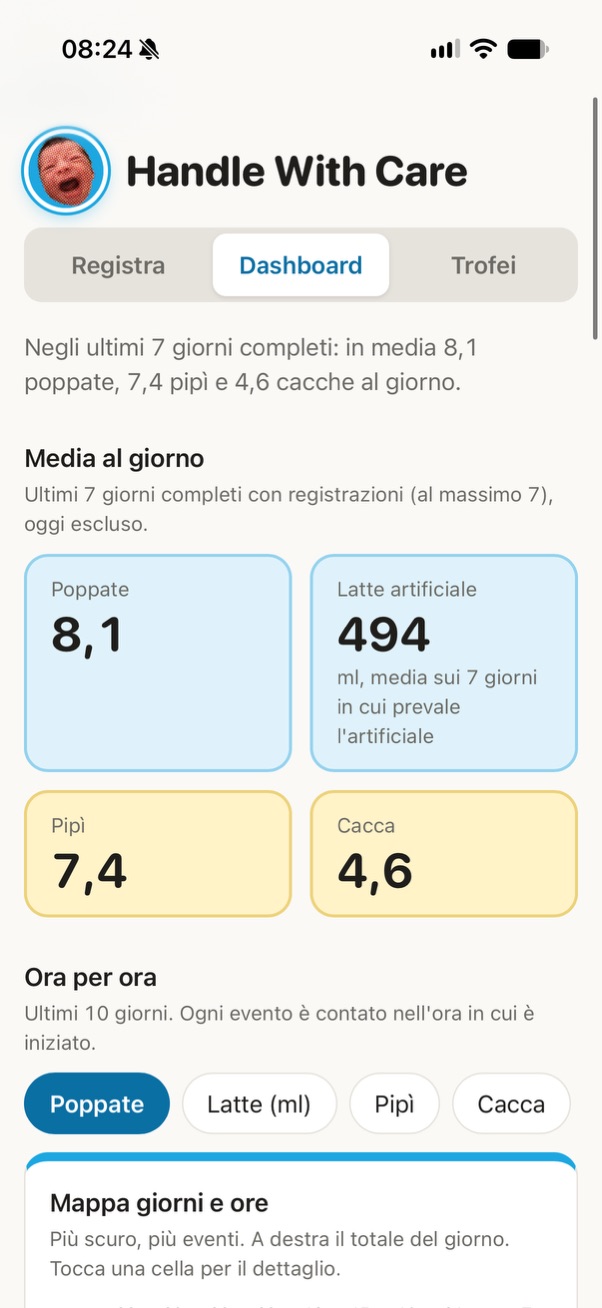 08:24
Handle With Care
Registra
Dashboard
Trofei
Negli ultimi 7 giorni completi: in media 8,1
poppate, 7,4 pipì e 4,6 cacche al giorno.
Media al giorno
Ultimi 7 giorni completi con registrazioni (al massimo 7),
oggi escluso.
Poppate
8,1
Latte artificiale
494
ml, media sui 7 giorni
in cui prevale
l'artificiale
Pipì
7,4
Cacca
4,6
Ora per ora
Ultimi 10 giorni. Ogni evento è contato nell'ora in cui è
iniziato.
Poppate
Latte (ml)
Pipì
Cacca
Mappa giorni e ore
Più scuro, più eventi. A destra il totale del giorno.
Tocca una cella per il dettaglio.